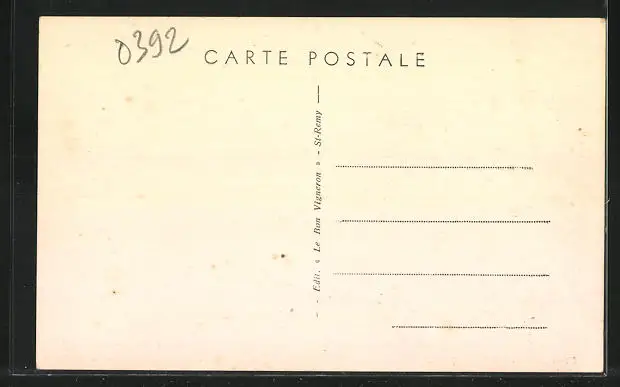 0392
CARTE POSTALE
- - Edit. « Le Bon Vigneron » - St-Remy —